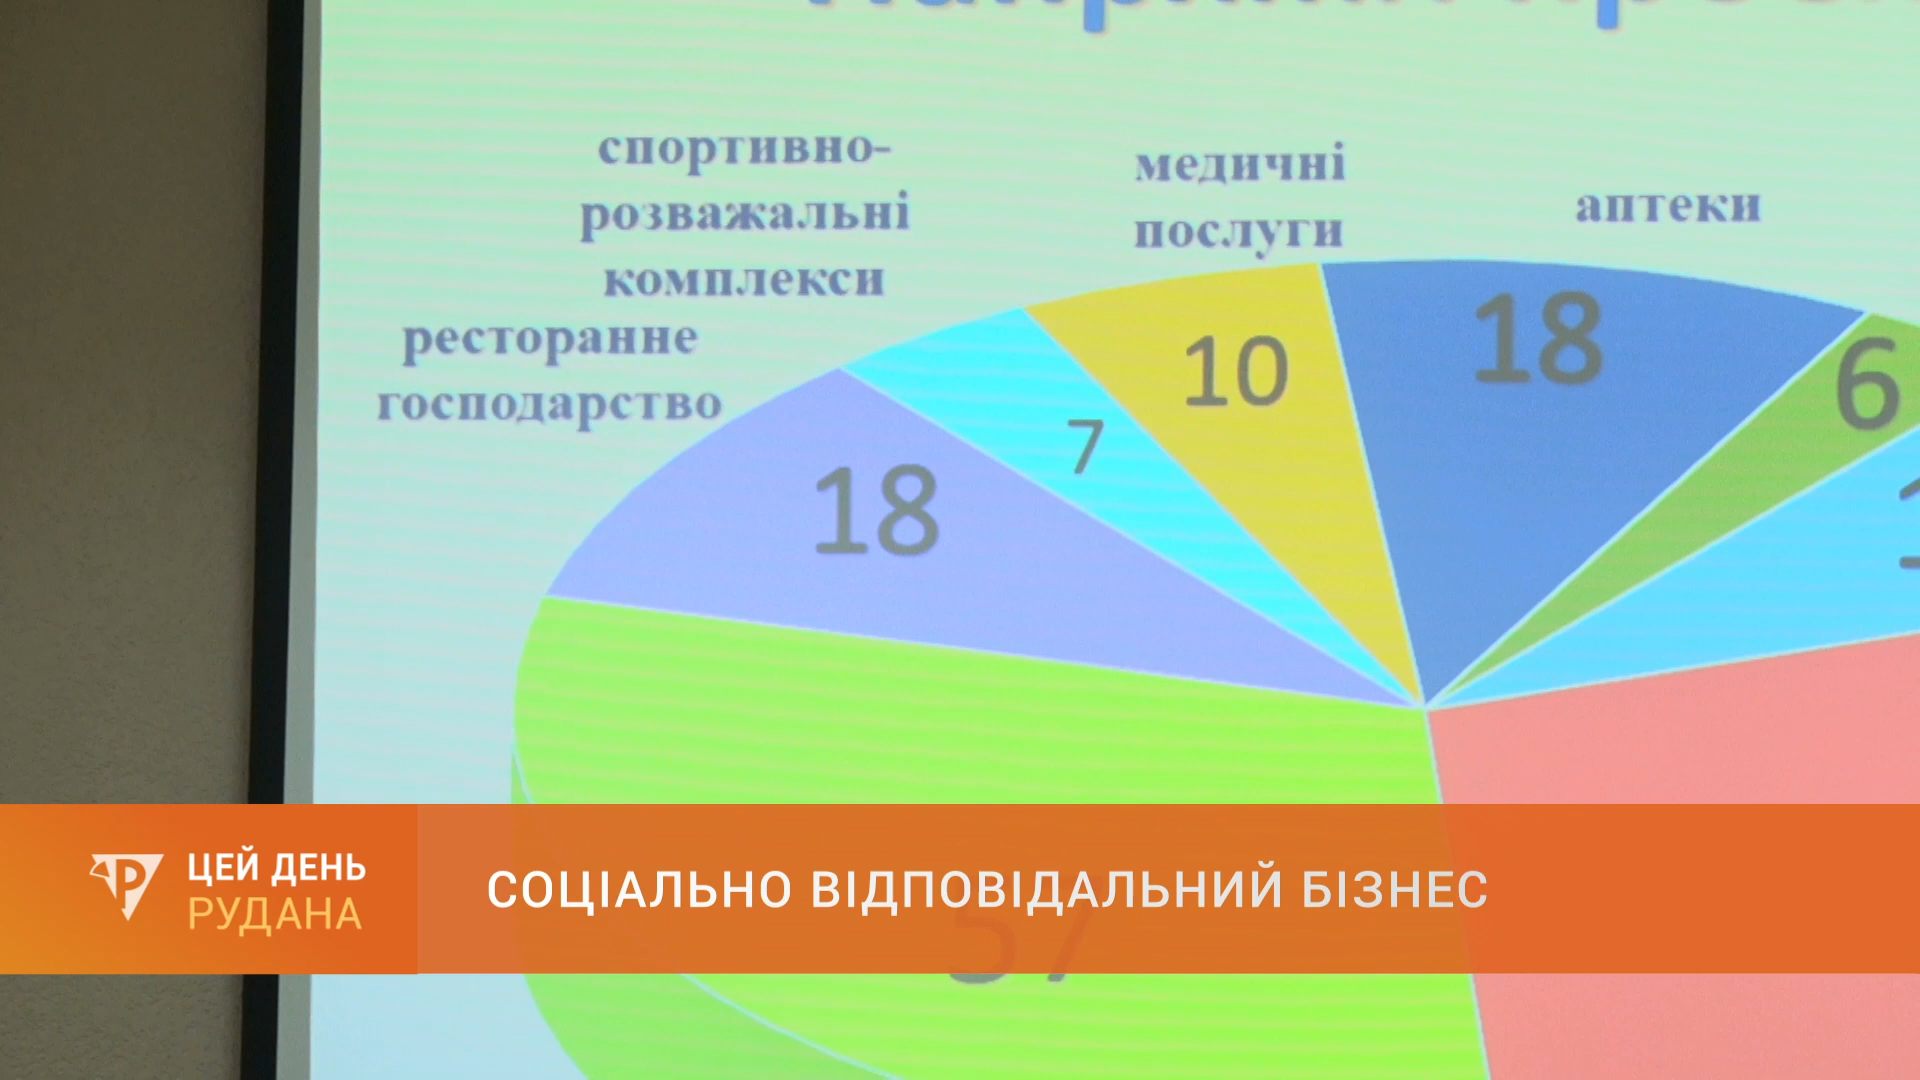 спортивно-
розважальні
комплекси
медичні
послуги
аптеки
ресторанне
господарство
18
7
10
18
6
57
ЦЕЙ ДЕНЬ
РУДАНА
СОЦІАЛЬНО ВІДПОВІДАЛЬНИЙ БІЗНЕС